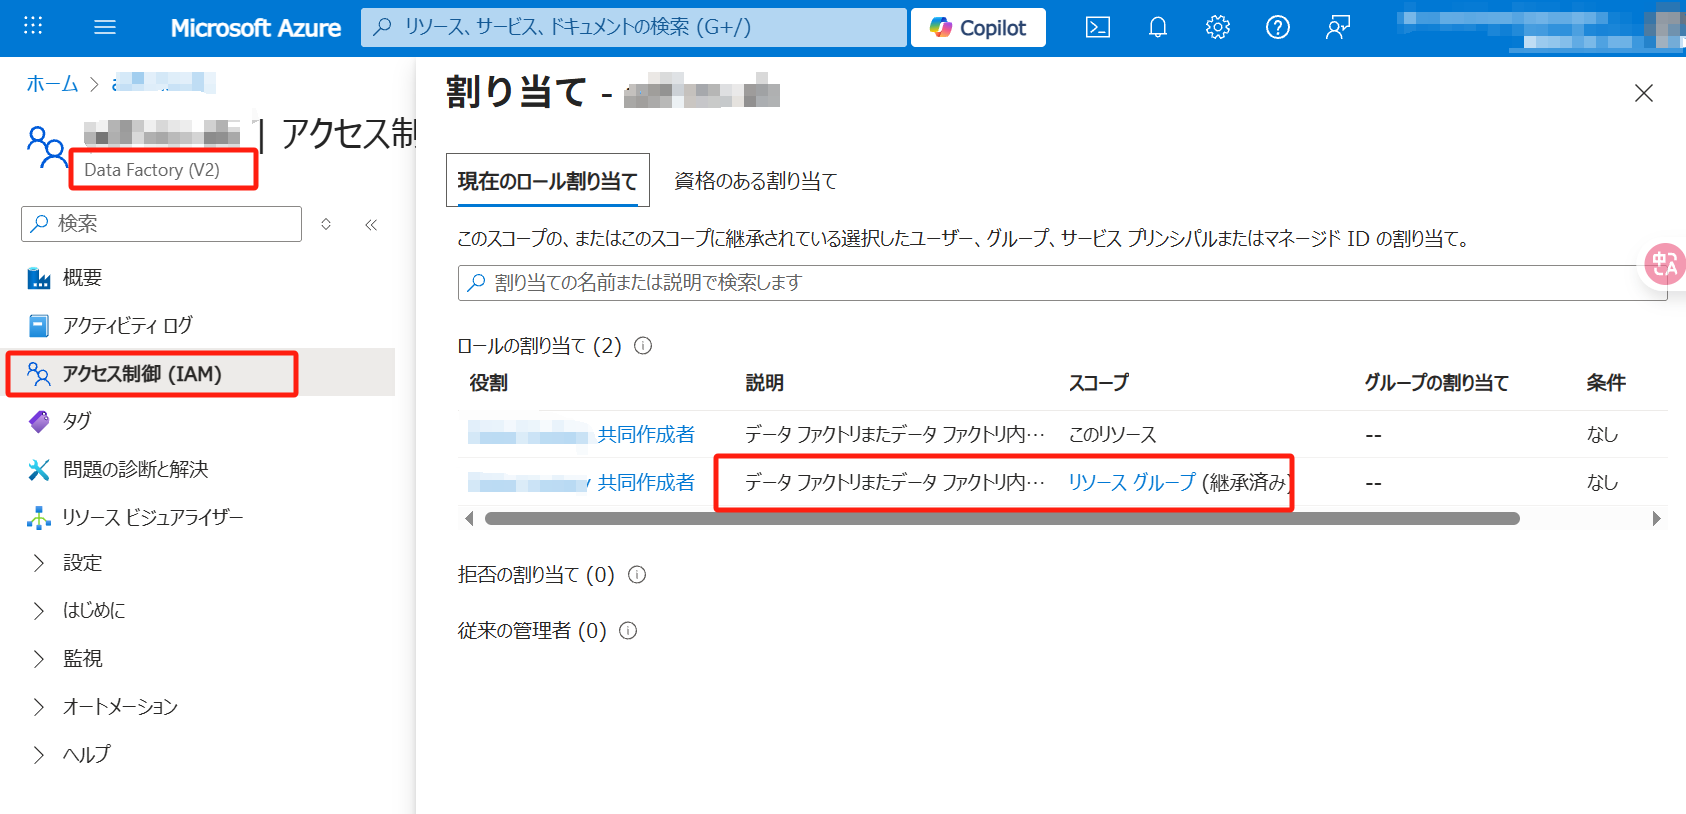 Microsoft Azure
リソース、サービス、ドキュメントの検索 (G+/)
Copilot
ホーム >
| アクセス制
Data Factory (V2)
検索
概要
アクティビティ ログ
アクセス制御 (IAM)
タグ
問題の診断と解決
リソース ビジュアライザー
設定
はじめに
監視
オートメーション
ヘルプ
割り当て -
現在のロール割り当て
資格のある割り当て
このスコープの、またはこのスコープに継承されている選択したユーザー、グループ、サービス プリンシパルまたはマネージド ID の割り当て。
割り当ての名前または説明で検索します
ロールの割り当て (2)
役割 説明 スコープ グループの割り当て 条件
共同作成者 データ ファクトリまたデータ ファクトリ内… このリソース -- なし
共同作成者 データ ファクトリまたデータ ファクトリ内… リソース グループ (継承済み) -- なし
拒否の割り当て (0)
従来の管理者 (0)